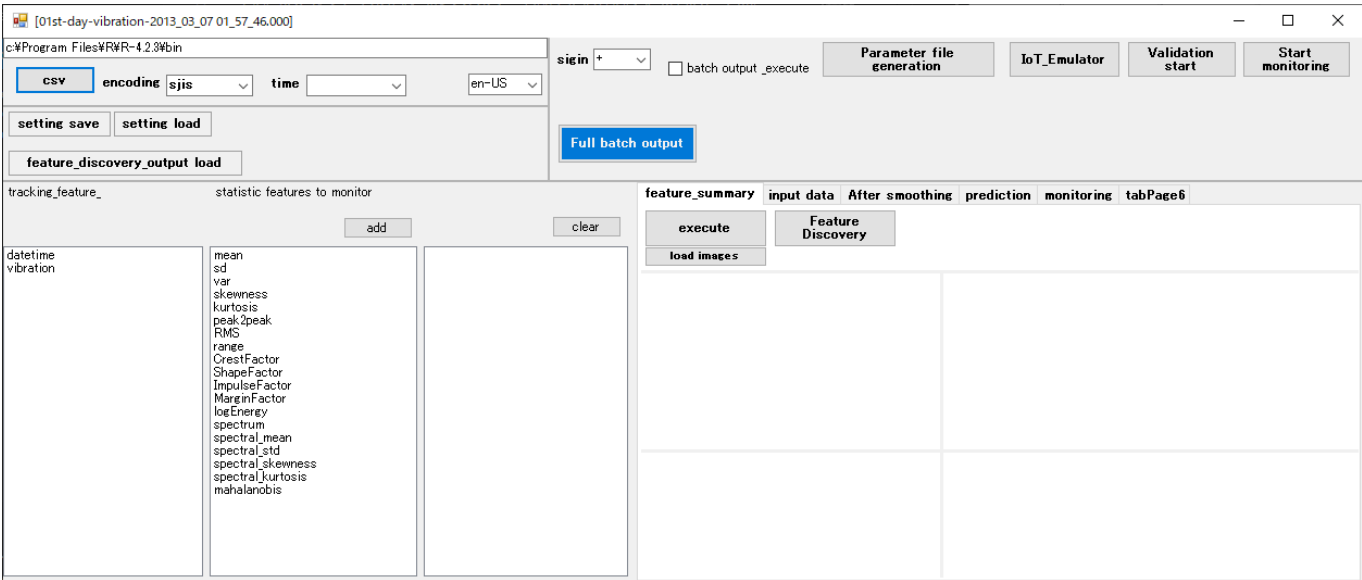 [01st-day-vibration-2013_03_07 01_57_46.000]
c:¥Program Files¥R¥R-4.2.3¥bin
csv encoding sjis time en-US
setting save setting load
feature_discovery_output load
sigin + batch output _execute Parameter file generation IoT_Emulator Validation start Start monitoring
Full batch output
tracking_feature_ statistic features to monitor
add clear
datetime
vibration
mean
sd
var
skewness
kurtosis
peak2peak
RMS
range
CrestFactor
ShapeFactor
ImpulseFactor
MarginFactor
logEnergy
spectrum
spectral_mean
spectral_std
spectral_skewness
spectral_kurtosis
mahalanobis
feature_summary input data After smoothing prediction monitoring tabPage6
execute Feature Discovery
load images